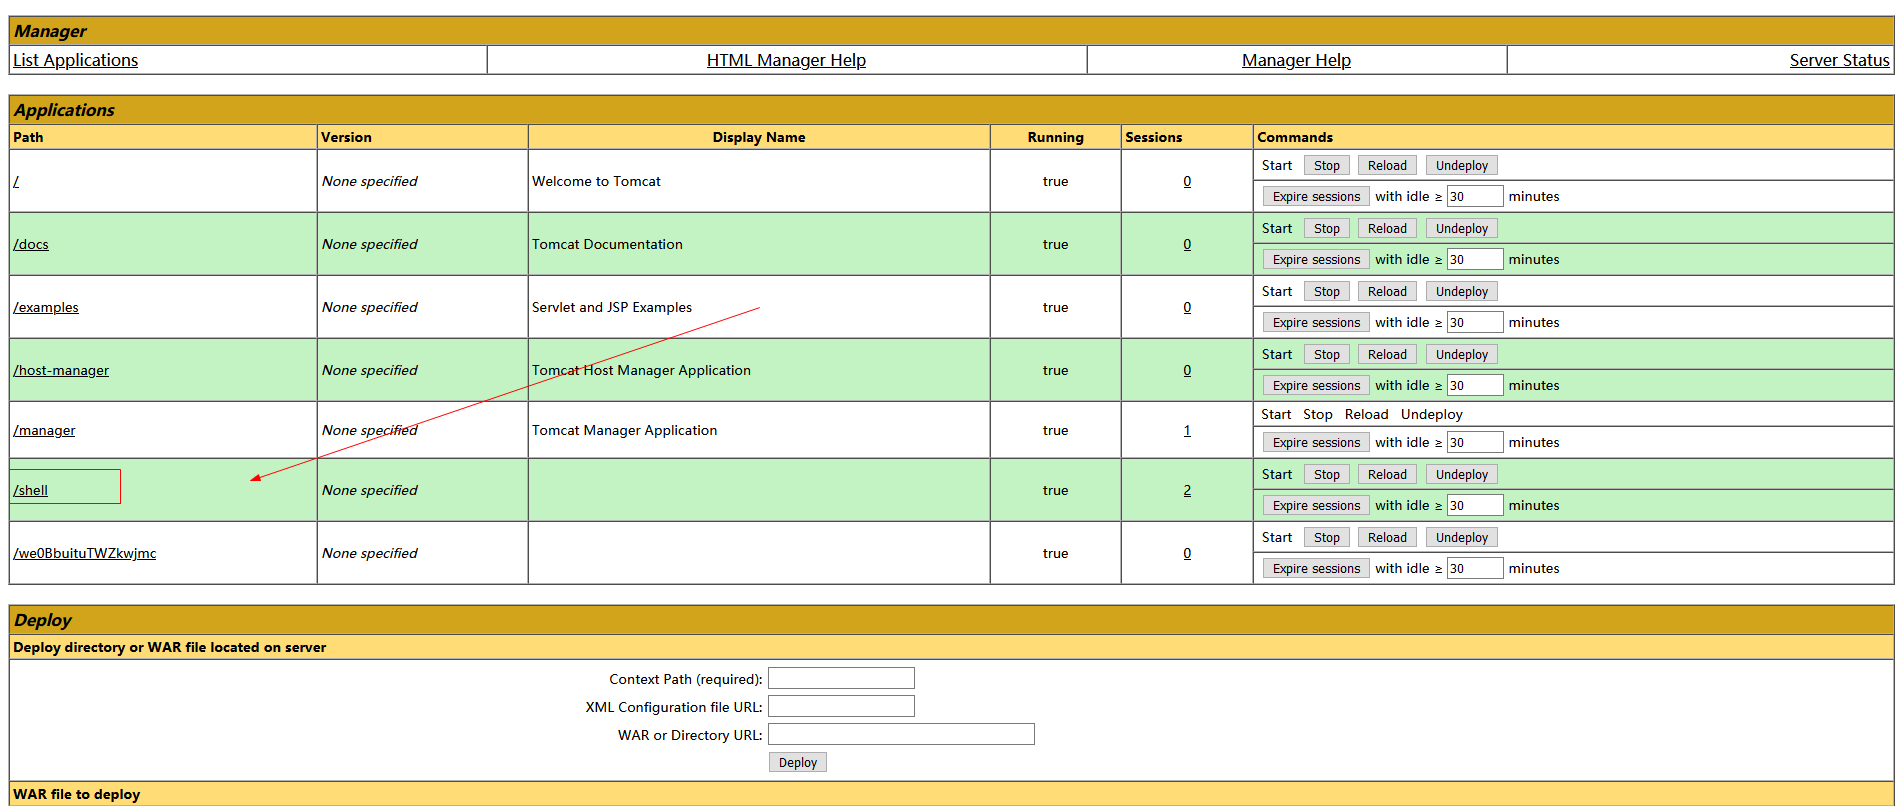 Manager
List Applications HTML Manager Help Manager Help Server Status
Applications
Path Version Display Name Running Sessions Commands
/ None specified Welcome to Tomcat true 0 Start Stop Reload Undeploy
Expire sessions with idle ≥ 30 minutes
/docs None specified Tomcat Documentation true 0 Start Stop Reload Undeploy
Expire sessions with idle ≥ 30 minutes
/examples None specified Servlet and JSP Examples true 0 Start Stop Reload Undeploy
Expire sessions with idle ≥ 30 minutes
/host-manager None specified Tomcat Host Manager Application true 0 Start Stop Reload Undeploy
Expire sessions with idle ≥ 30 minutes
/manager None specified Tomcat Manager Application true 1 Start Stop Reload Undeploy
Expire sessions with idle ≥ 30 minutes
/shell None specified true 2 Start Stop Reload Undeploy
Expire sessions with idle ≥ 30 minutes
/we0BbuituTWZkwjmc None specified true 0 Start Stop Reload Undeploy
Expire sessions with idle ≥ 30 minutes
Deploy
Deploy directory or WAR file located on server
Context Path (required):
XML Configuration file URL:
WAR or Directory URL:
Deploy
WAR file to deploy